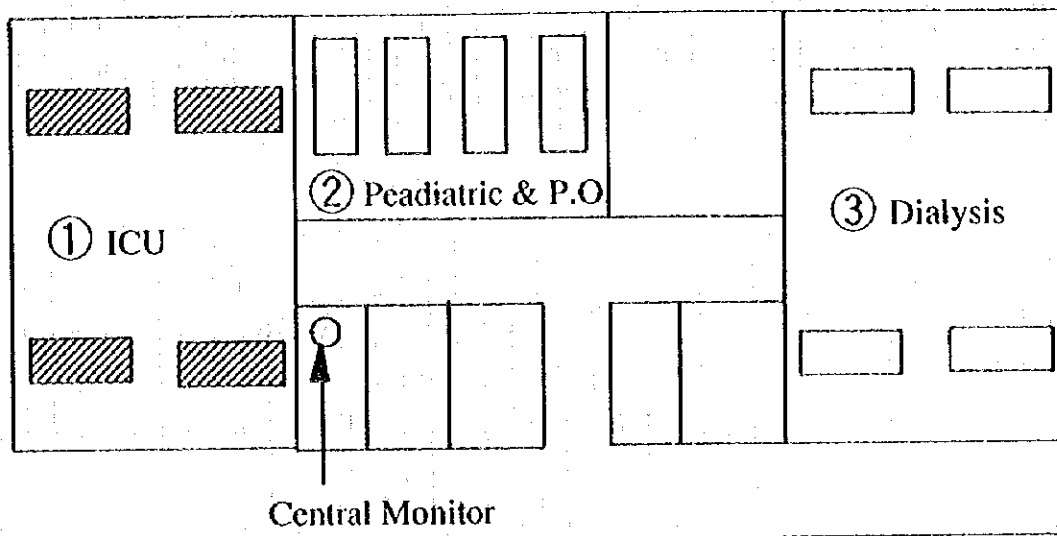 ② Peadiatric & P.O
① ICU
③ Dialysis
Central Monitor